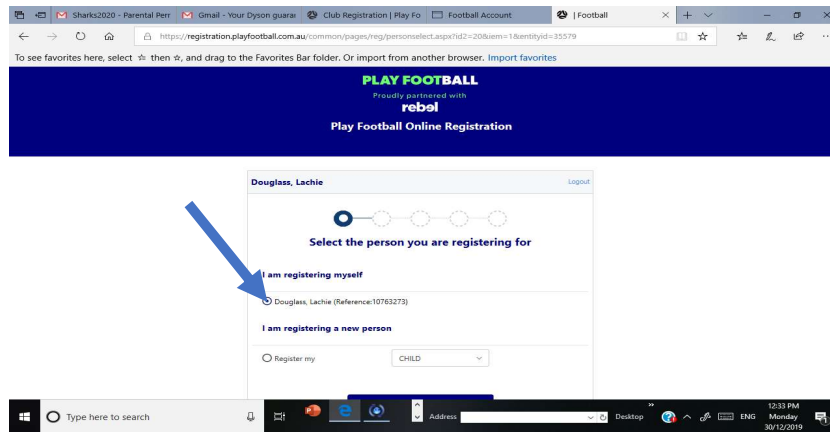 Sharks2020 - Parental Perr
Gmail - Your Dyson guarai
Club Registration | Play Fo
Football Account
| Football
https://registration.playfootball.com.au/common/pages/reg/personselect.aspx?id2=20&iem=1&entityid=35579
To see favorites here, select ☆ then ☆, and drag to the Favorites Bar folder. Or import from another browser. Import favorites
PLAY FOOTBALL
Proudly partnered with
rebel
Play Football Online Registration
Douglass, Lachie
Logout
Select the person you are registering for
I am registering myself
Douglass, Lachie (Reference:10763273)
I am registering a new person
Register my
CHILD
Type here to search
Address
Desktop
ENG
12:33 PM
Monday
30/12/2019